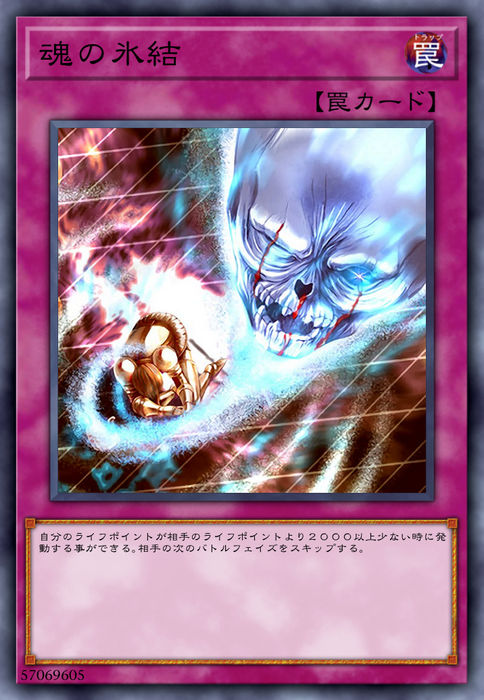 魂の氷結
トラップ
罠
【罠カード】
自分のライフポイントが相手のライフポイントより２０００以上少ない時に発
動する事ができる。相手の次のバトルフェイズをスキップする。
57069605